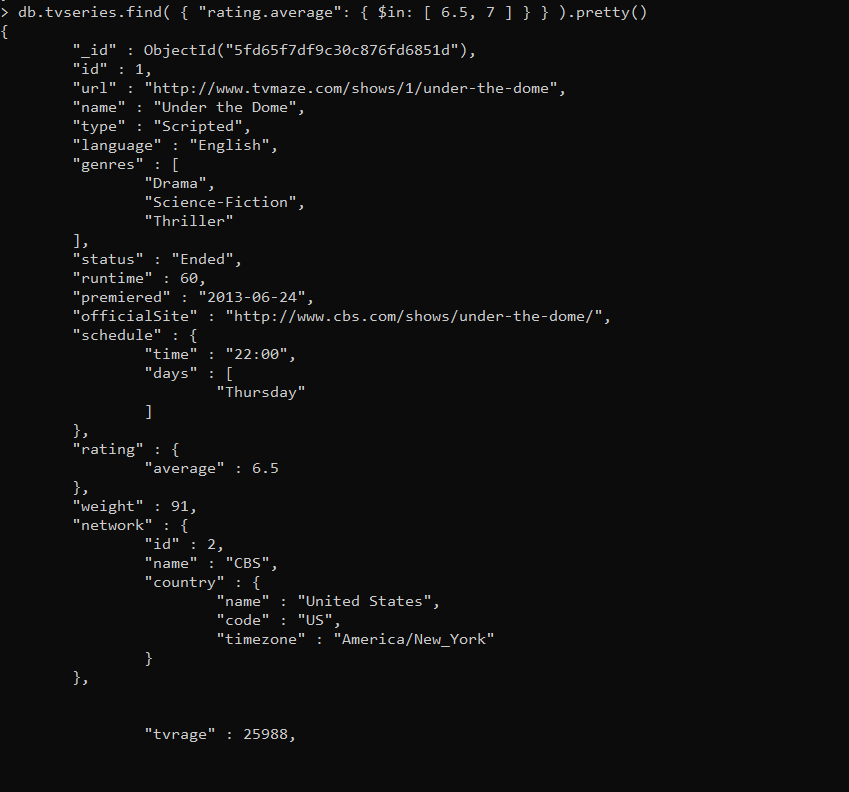 > db.tvseries.find( { "rating.average": { $in: [ 6.5, 7 ] } } ).pretty()
{
        "_id" : ObjectId("5fd65f7df9c30c876fd6851d"),
        "id" : 1,
        "url" : "http://www.tvmaze.com/shows/1/under-the-dome",
        "name" : "Under the Dome",
        "type" : "Scripted",
        "language" : "English",
        "genres" : [
                "Drama",
                "Science-Fiction",
                "Thriller"
        ],
        "status" : "Ended",
        "runtime" : 60,
        "premiered" : "2013-06-24",
        "officialSite" : "http://www.cbs.com/shows/under-the-dome/",
        "schedule" : {
                "time" : "22:00",
                "days" : [
                        "Thursday"
                ]
        },
        "rating" : {
                "average" : 6.5
        },
        "weight" : 91,
        "network" : {
                "id" : 2,
                "name" : "CBS",
                "country" : {
                        "name" : "United States",
                        "code" : "US",
                        "timezone" : "America/New_York"
                }
        },
                "tvrage" : 25988,